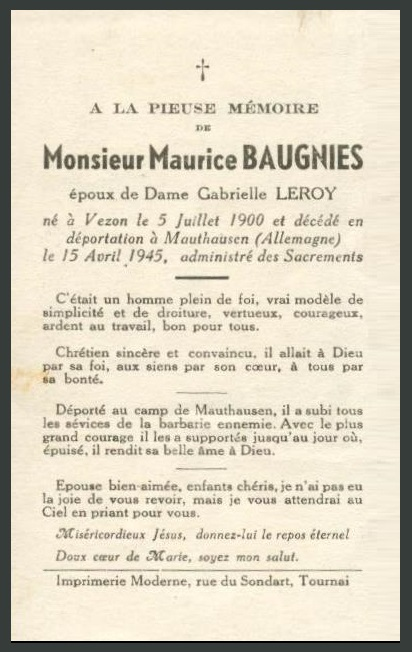 A LA PIEUSE MÉMOIRE
DE
Monsieur Maurice BAUGNIES
époux de Dame Gabrielle LEROY
né à Vezon le 5 Juillet 1900 et décédé en
déportation à Mauthausen (Allemagne)
le 15 Avril 1945, administré des Sacrements
C'était un homme plein de foi, vrai modèle de
simplicité et de droiture, vertueux, courageux,
ardent au travail, bon pour tous.
Chrétien sincère et convaincu, il allait à Dieu
par sa foi, aux siens par son cœur, à tous par
sa bonté.
Déporté au camp de Mauthausen, il a subi tous
les sévices de la barbarie ennemie. Avec le plus
grand courage il les a supportés jusqu'au jour où,
épuisé, il rendit sa belle âme à Dieu.
Epouse bien-aimée, enfants chéris, je n'ai pas eu
la joie de vous revoir, mais je vous attendrai au
Ciel en priant pour vous.
Miséricordieux Jésus, donnez-lui le repos éternel
Doux cœur de Marie, soyez mon salut.
Imprimerie Moderne, rue du Sondart, Tournai